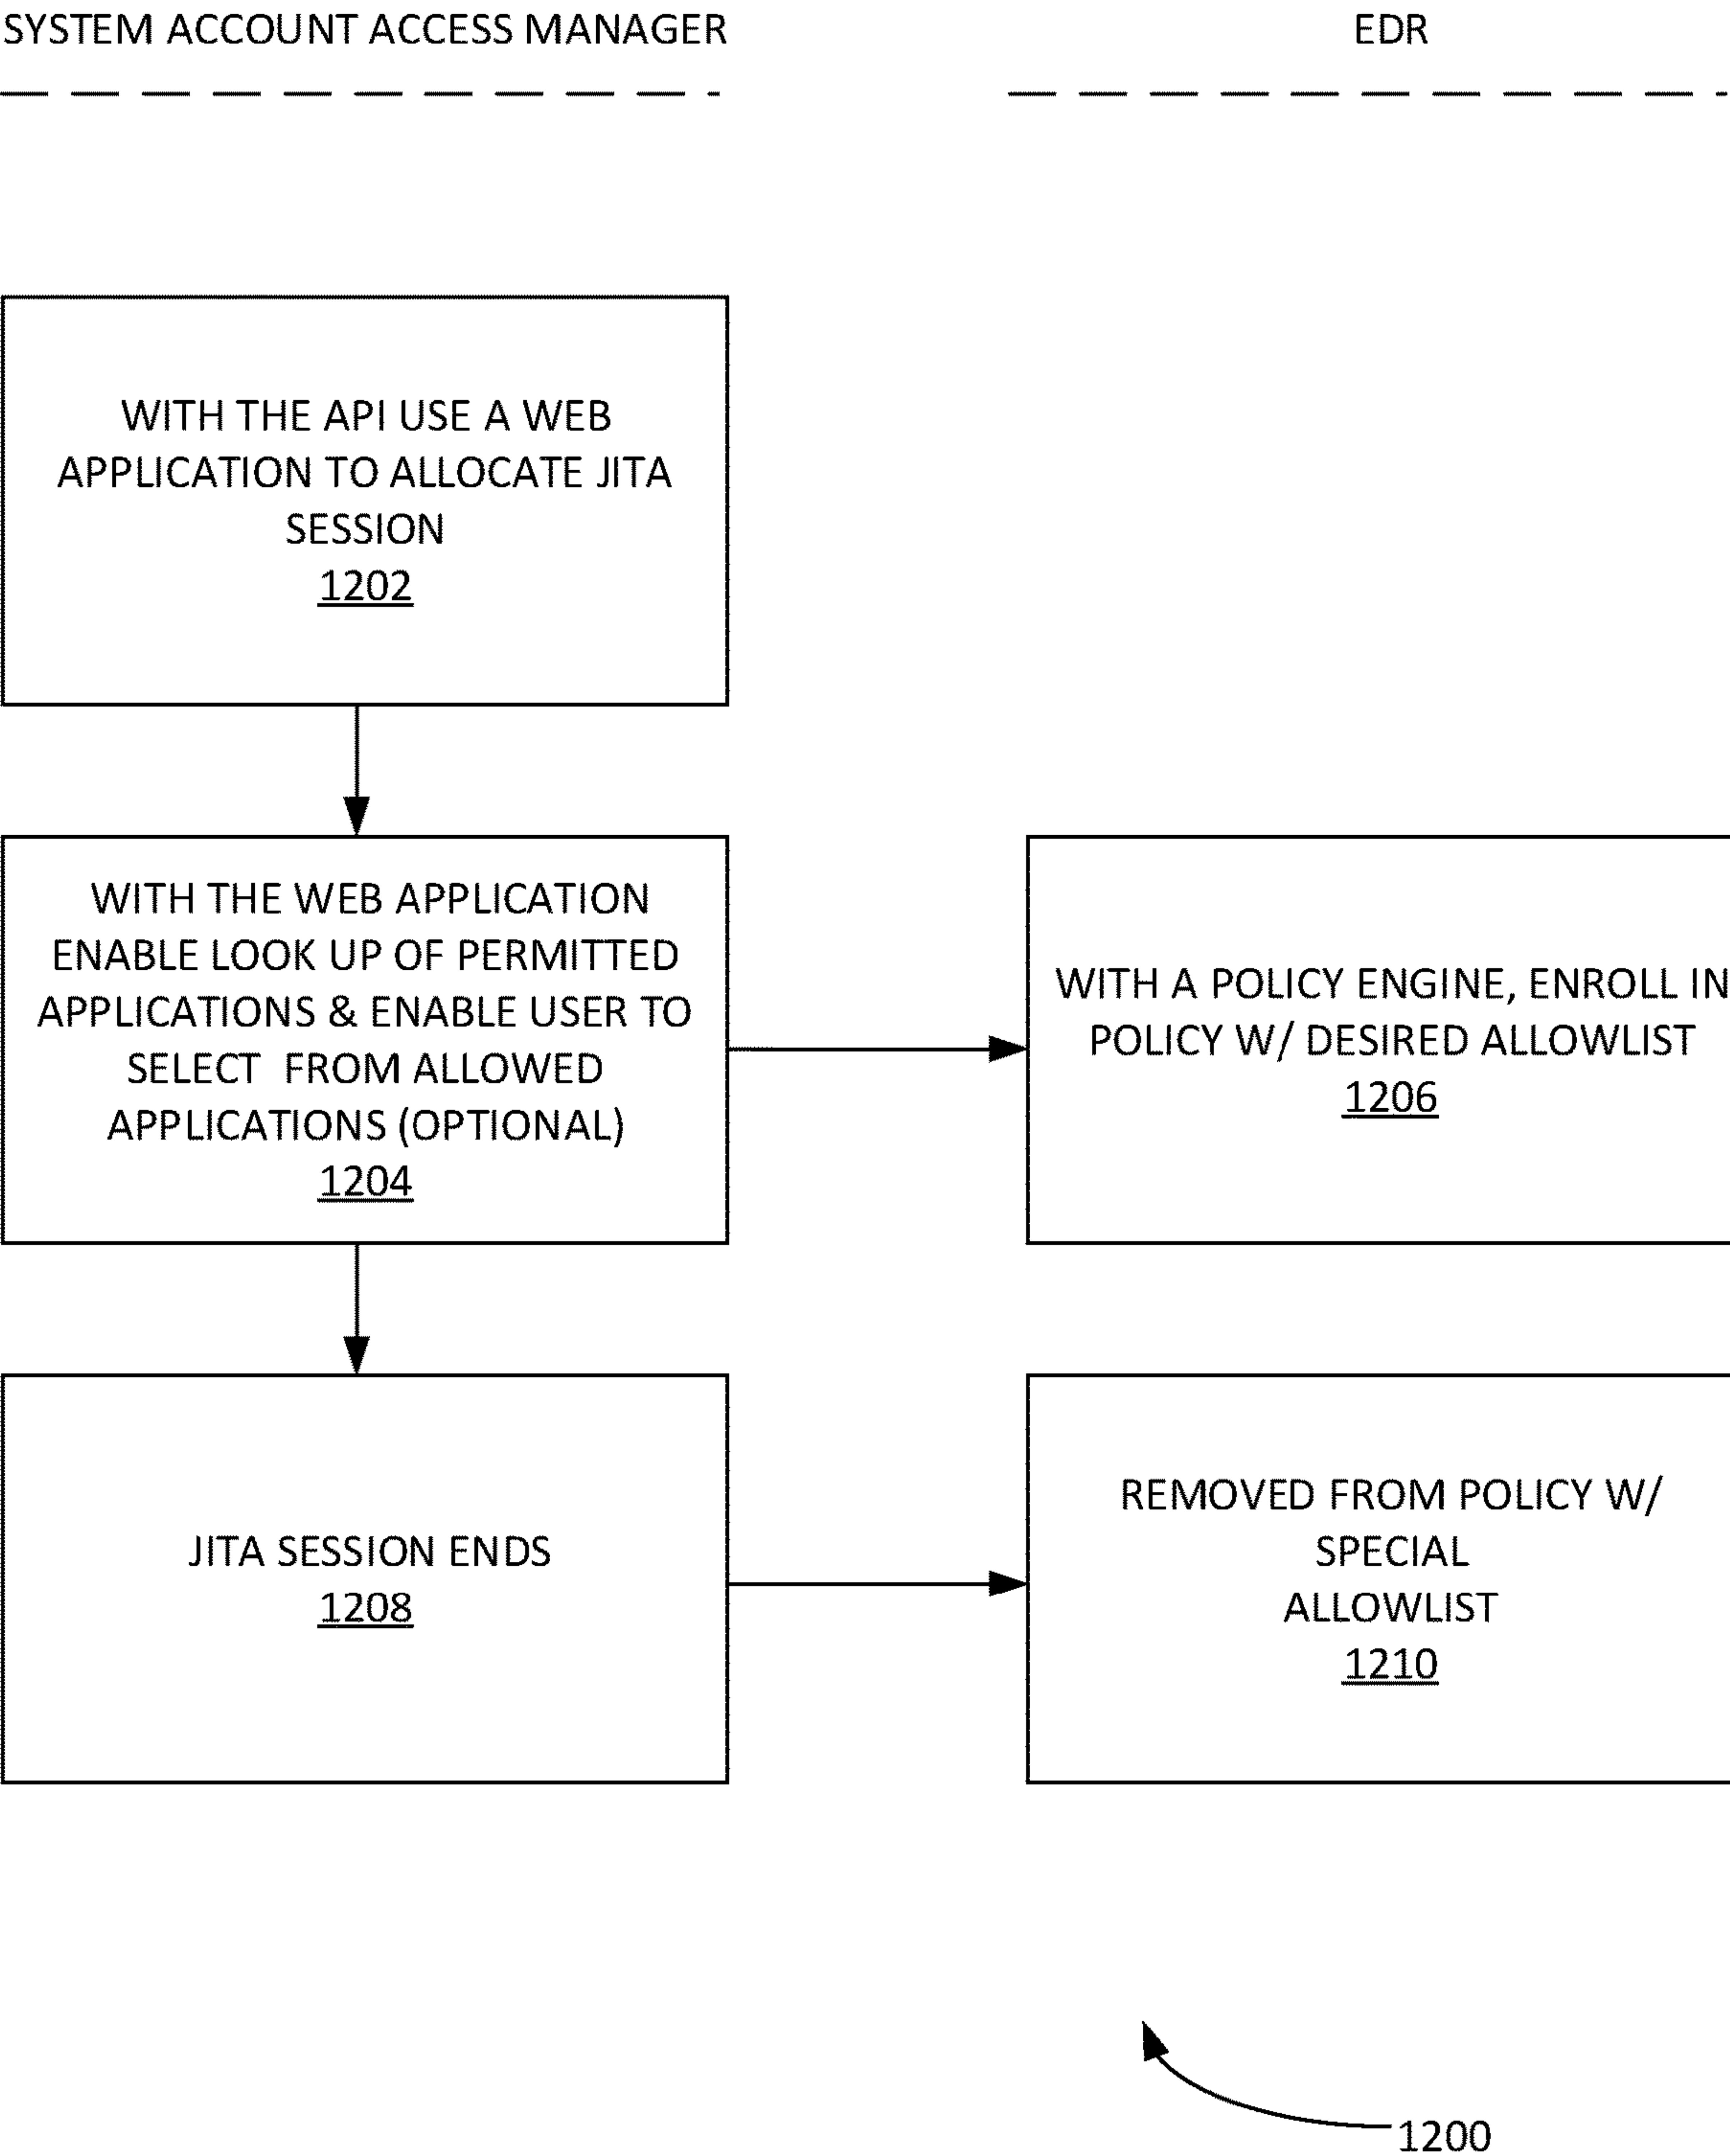 SYSTEM ACCOUNT ACCESS MANAGER
EDR
WITH THE API USE A WEB
APPLICATION TO ALLOCATE JITA
SESSION
1202
WITH THE WEB APPLICATION
ENABLE LOOK UP OF PERMITTED
APPLICATIONS & ENABLE USER TO
SELECT FROM ALLOWED
APPLICATIONS (OPTIONAL)
1204
WITH A POLICY ENGINE, ENROLL IN
POLICY W/ DESIRED ALLOWLIST
1206
JITA SESSION ENDS
1208
REMOVED FROM POLICY W/
SPECIAL
ALLOWLIST
1210
1200